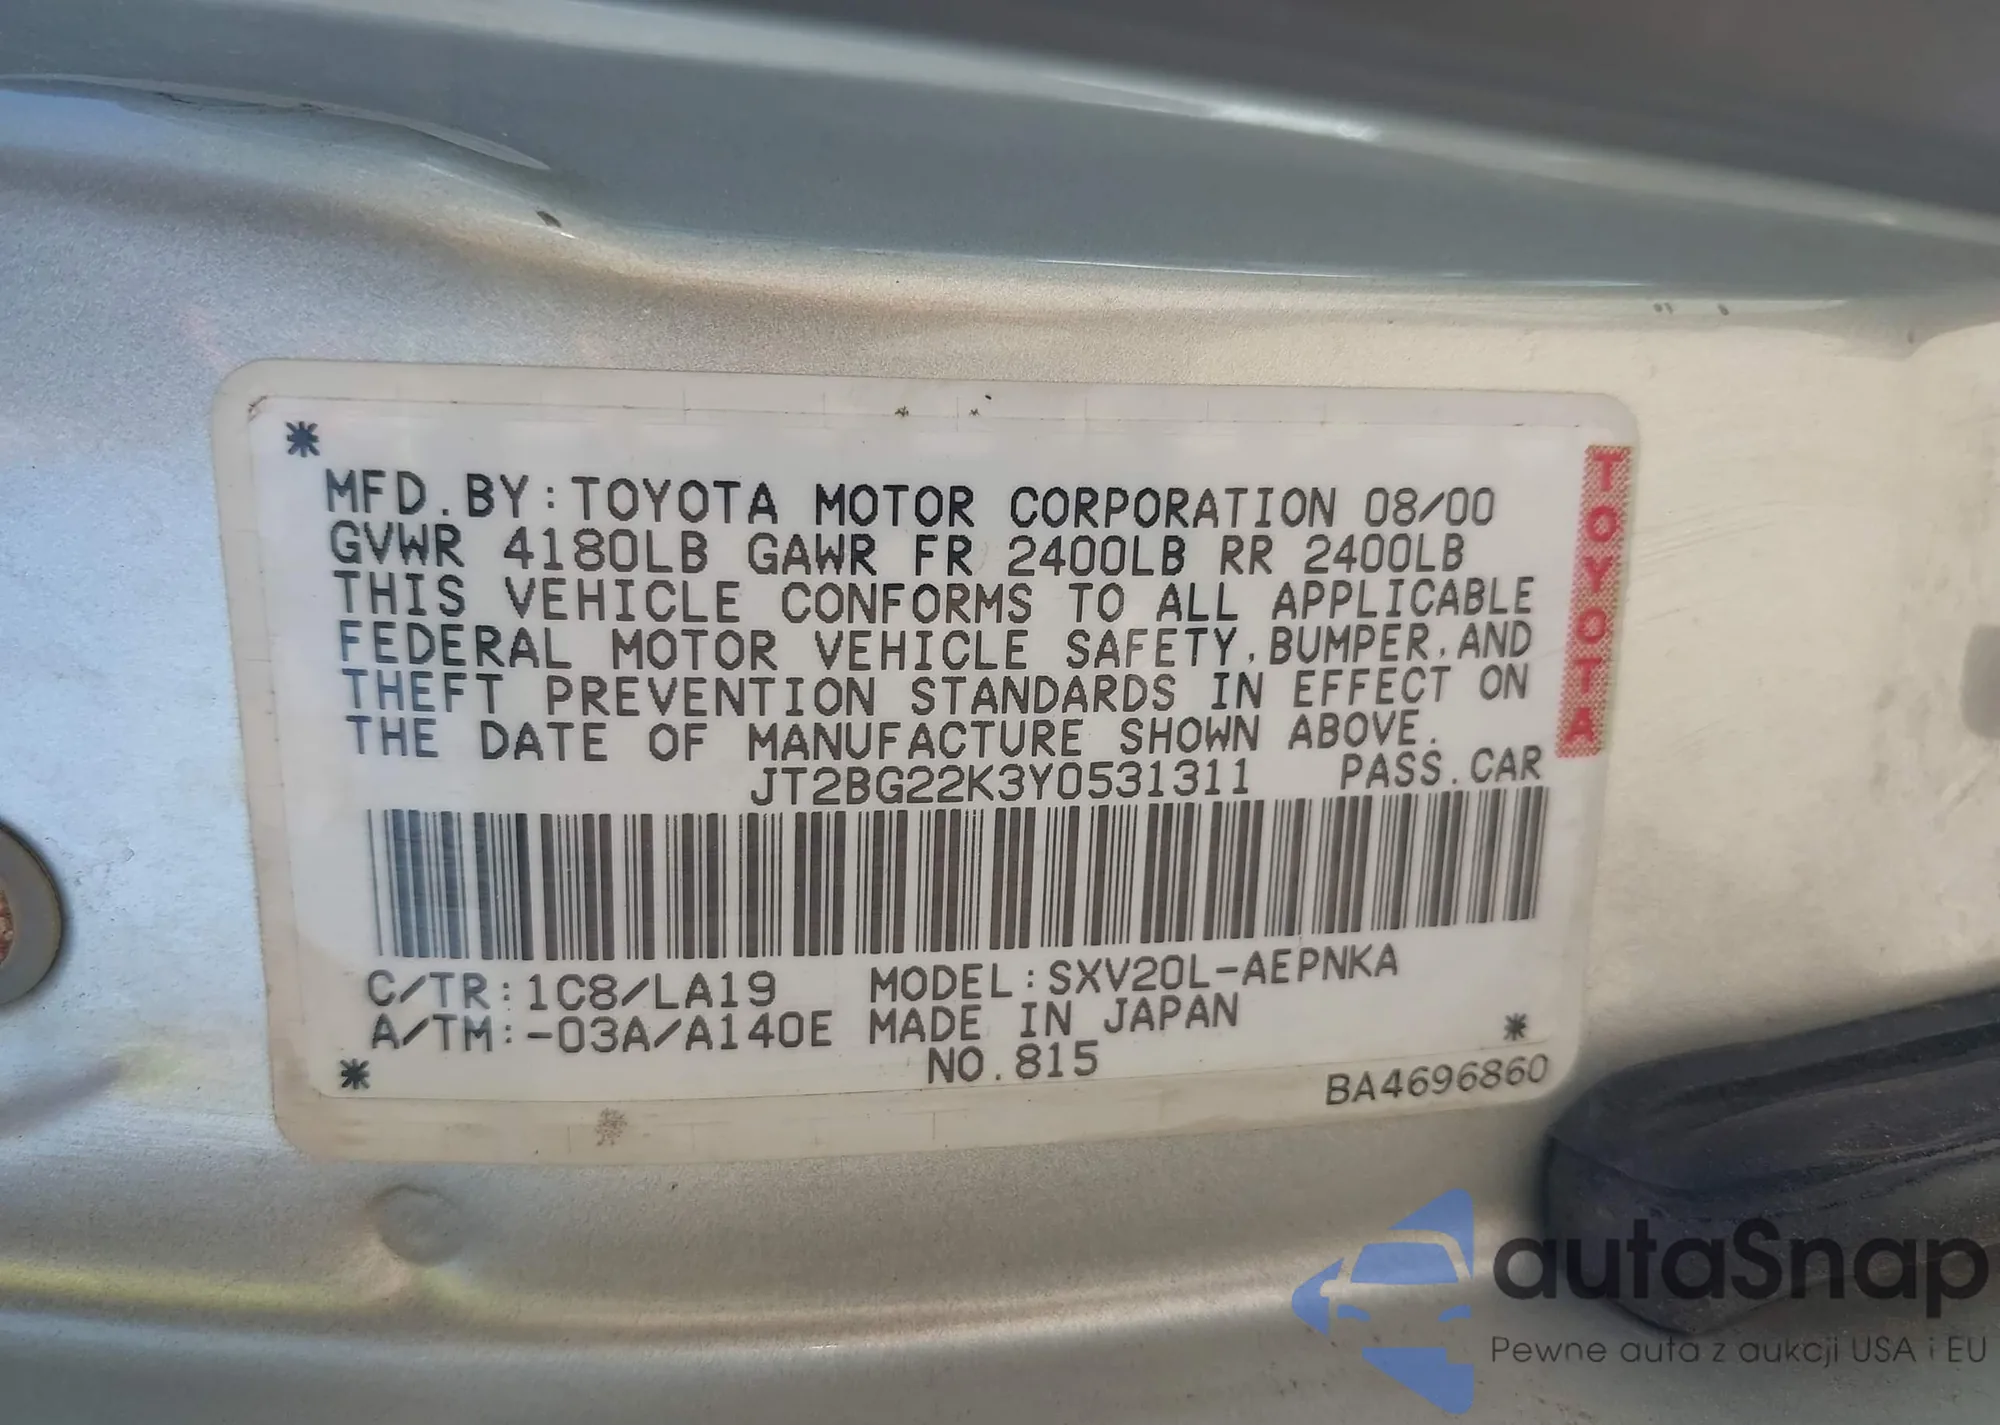 MFD. BY: TOYOTA MOTOR CORPORATION 08/00
GVWR 4180LB GAWR FR 2400LB RR 2400LB
THIS VEHICLE CONFORMS TO ALL APPLICABLE
FEDERAL MOTOR VEHICLE SAFETY, BUMPER, AND
THEFT PREVENTION STANDARDS IN EFFECT ON
THE DATE OF MANUFACTURE SHOWN ABOVE.
JT2BG22K3Y0531311 PASS. CAR
TOYOTA
C/TR: 1C8/LA19 MODEL: SXV20L-AEPNKA
A/TM: -03A/A140E MADE IN JAPAN
NO. 815
BA4696860
autaSnap
Pewne auta z aukcji USA i EU